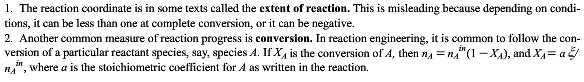 1. The reaction coordinate is in some texts called the extent of reaction. This is misleading because depending on condi-
tions, it can be less than one at complete conversion, or it can be negative.
2. Another common measure of reaction progress is conversion. In reaction engineering, it is common to follow the con-
version of a particular reactant species, say, species A. If X_A is the conversion of A, then n_A = n_A^in(1 – X_A), and X_A = a ξ/
n_A^in, where a is the stoichiometric coefficient for A as written in the reaction.